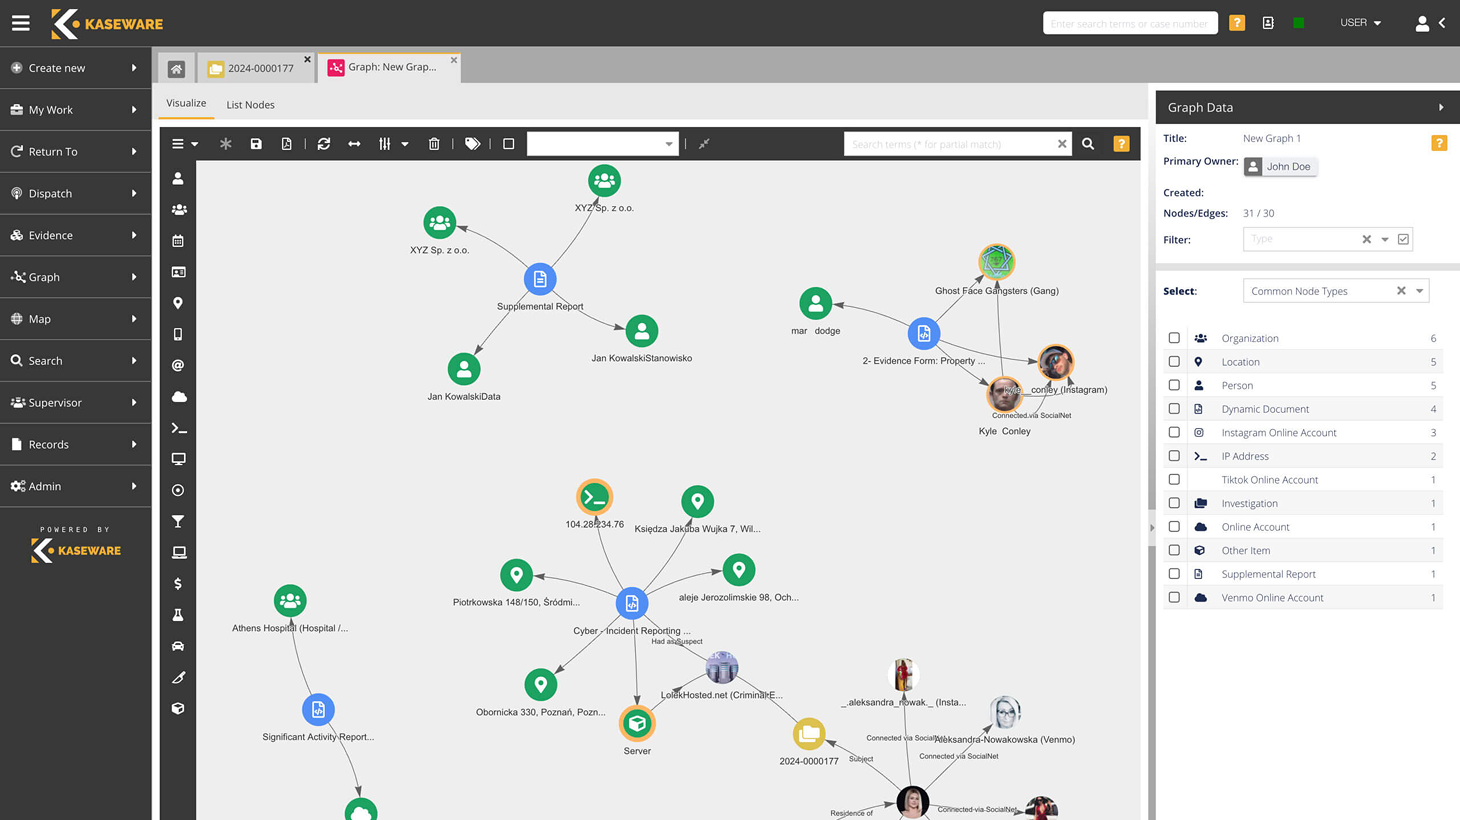 KASEWARE
Enter search terms or case number
USER
Create new
My Work
Return To
Dispatch
Evidence
Graph
Map
Search
Supervisor
Records
Admin
POWERED BY
KASEWARE
2024-0000177
Graph: New Grap...
Visualize
List Nodes
Search terms (* for partial match)
XYZ Sp. z o.o.
XYZ Sp. z o.o.
Supplemental Report
Jan KowalskiStanowisko
Jan KowalskiData
Ghost Face Gangsters (Gang)
mar dodge
2- Evidence Form: Property ...
kyle__conley (Instagram)
Connected via SocialNet
Kyle Conley
104.28.234.76
Księdza Jakuba Wujka 7, Wil...
Piotrkowska 148/150, Śródmi...
aleje Jerozolimskie 98, Och...
Cyber - Incident Reporting ...
Had as Suspect
Athens Hospital (Hospital /...
LolekHosted.net (Criminal E...
Obornicka 330, Poznań, Pozn...
Server
Significant Activity Report...
2024-0000177
Subject
_.aleksandra_nowak._ (Insta...
Connected via SocialNet
Aleksandra-Nowakowska (Venmo)
Connected via SocialNet
Connected via SocialNet
Residence of
Graph Data
Title: New Graph 1
Primary Owner: John Doe
Created:
Nodes/Edges: 31 / 30
Filter: Type
Select: Common Node Types
Organization 6
Location 5
Person 5
Dynamic Document 4
Instagram Online Account 3
IP Address 2
Tiktok Online Account 1
Investigation 1
Online Account 1
Other Item 1
Supplemental Report 1
Venmo Online Account 1